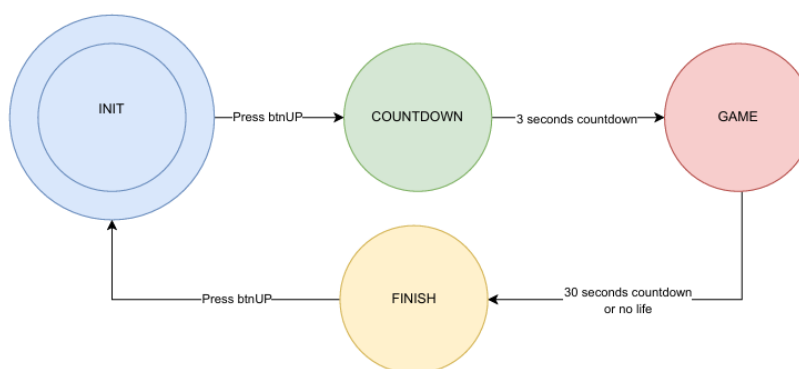 INIT
Press btnUP
COUNTDOWN
3 seconds countdown
GAME
Press btnUP
FINISH
30 seconds countdown
or no life